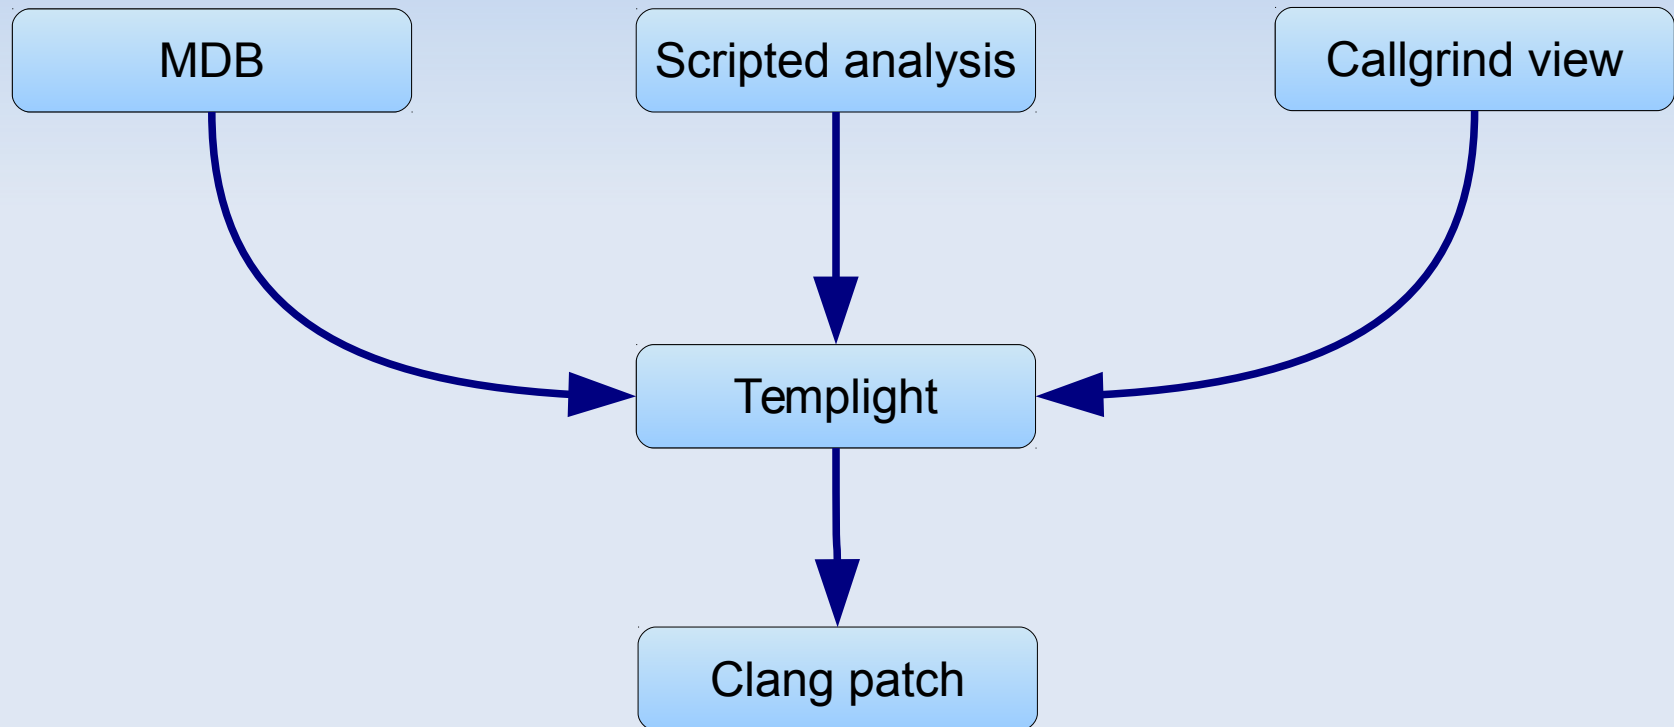 MDB
Scripted analysis
Callgrind view
Templight
Clang patch